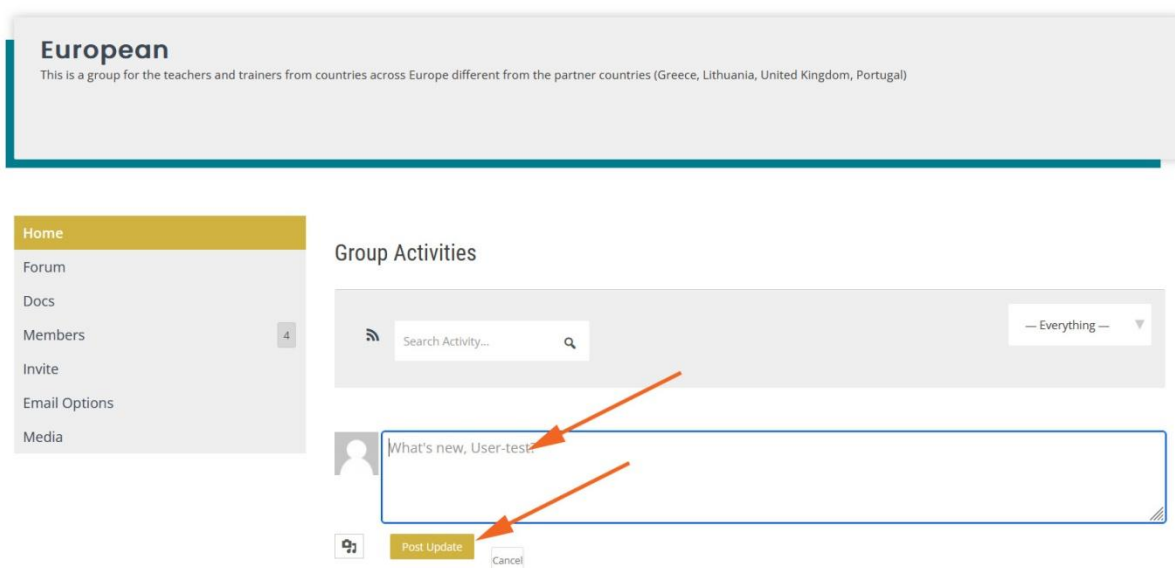 European
This is a group for the teachers and trainers from countries across Europe different from the partner countries (Greece, Lithuania, United Kingdom, Portugal)
Home
Forum
Docs
Members 4
Invite
Email Options
Media
Group Activities
Search Activity...
— Everything —
What's new, User-test?
Post Update
Cancel